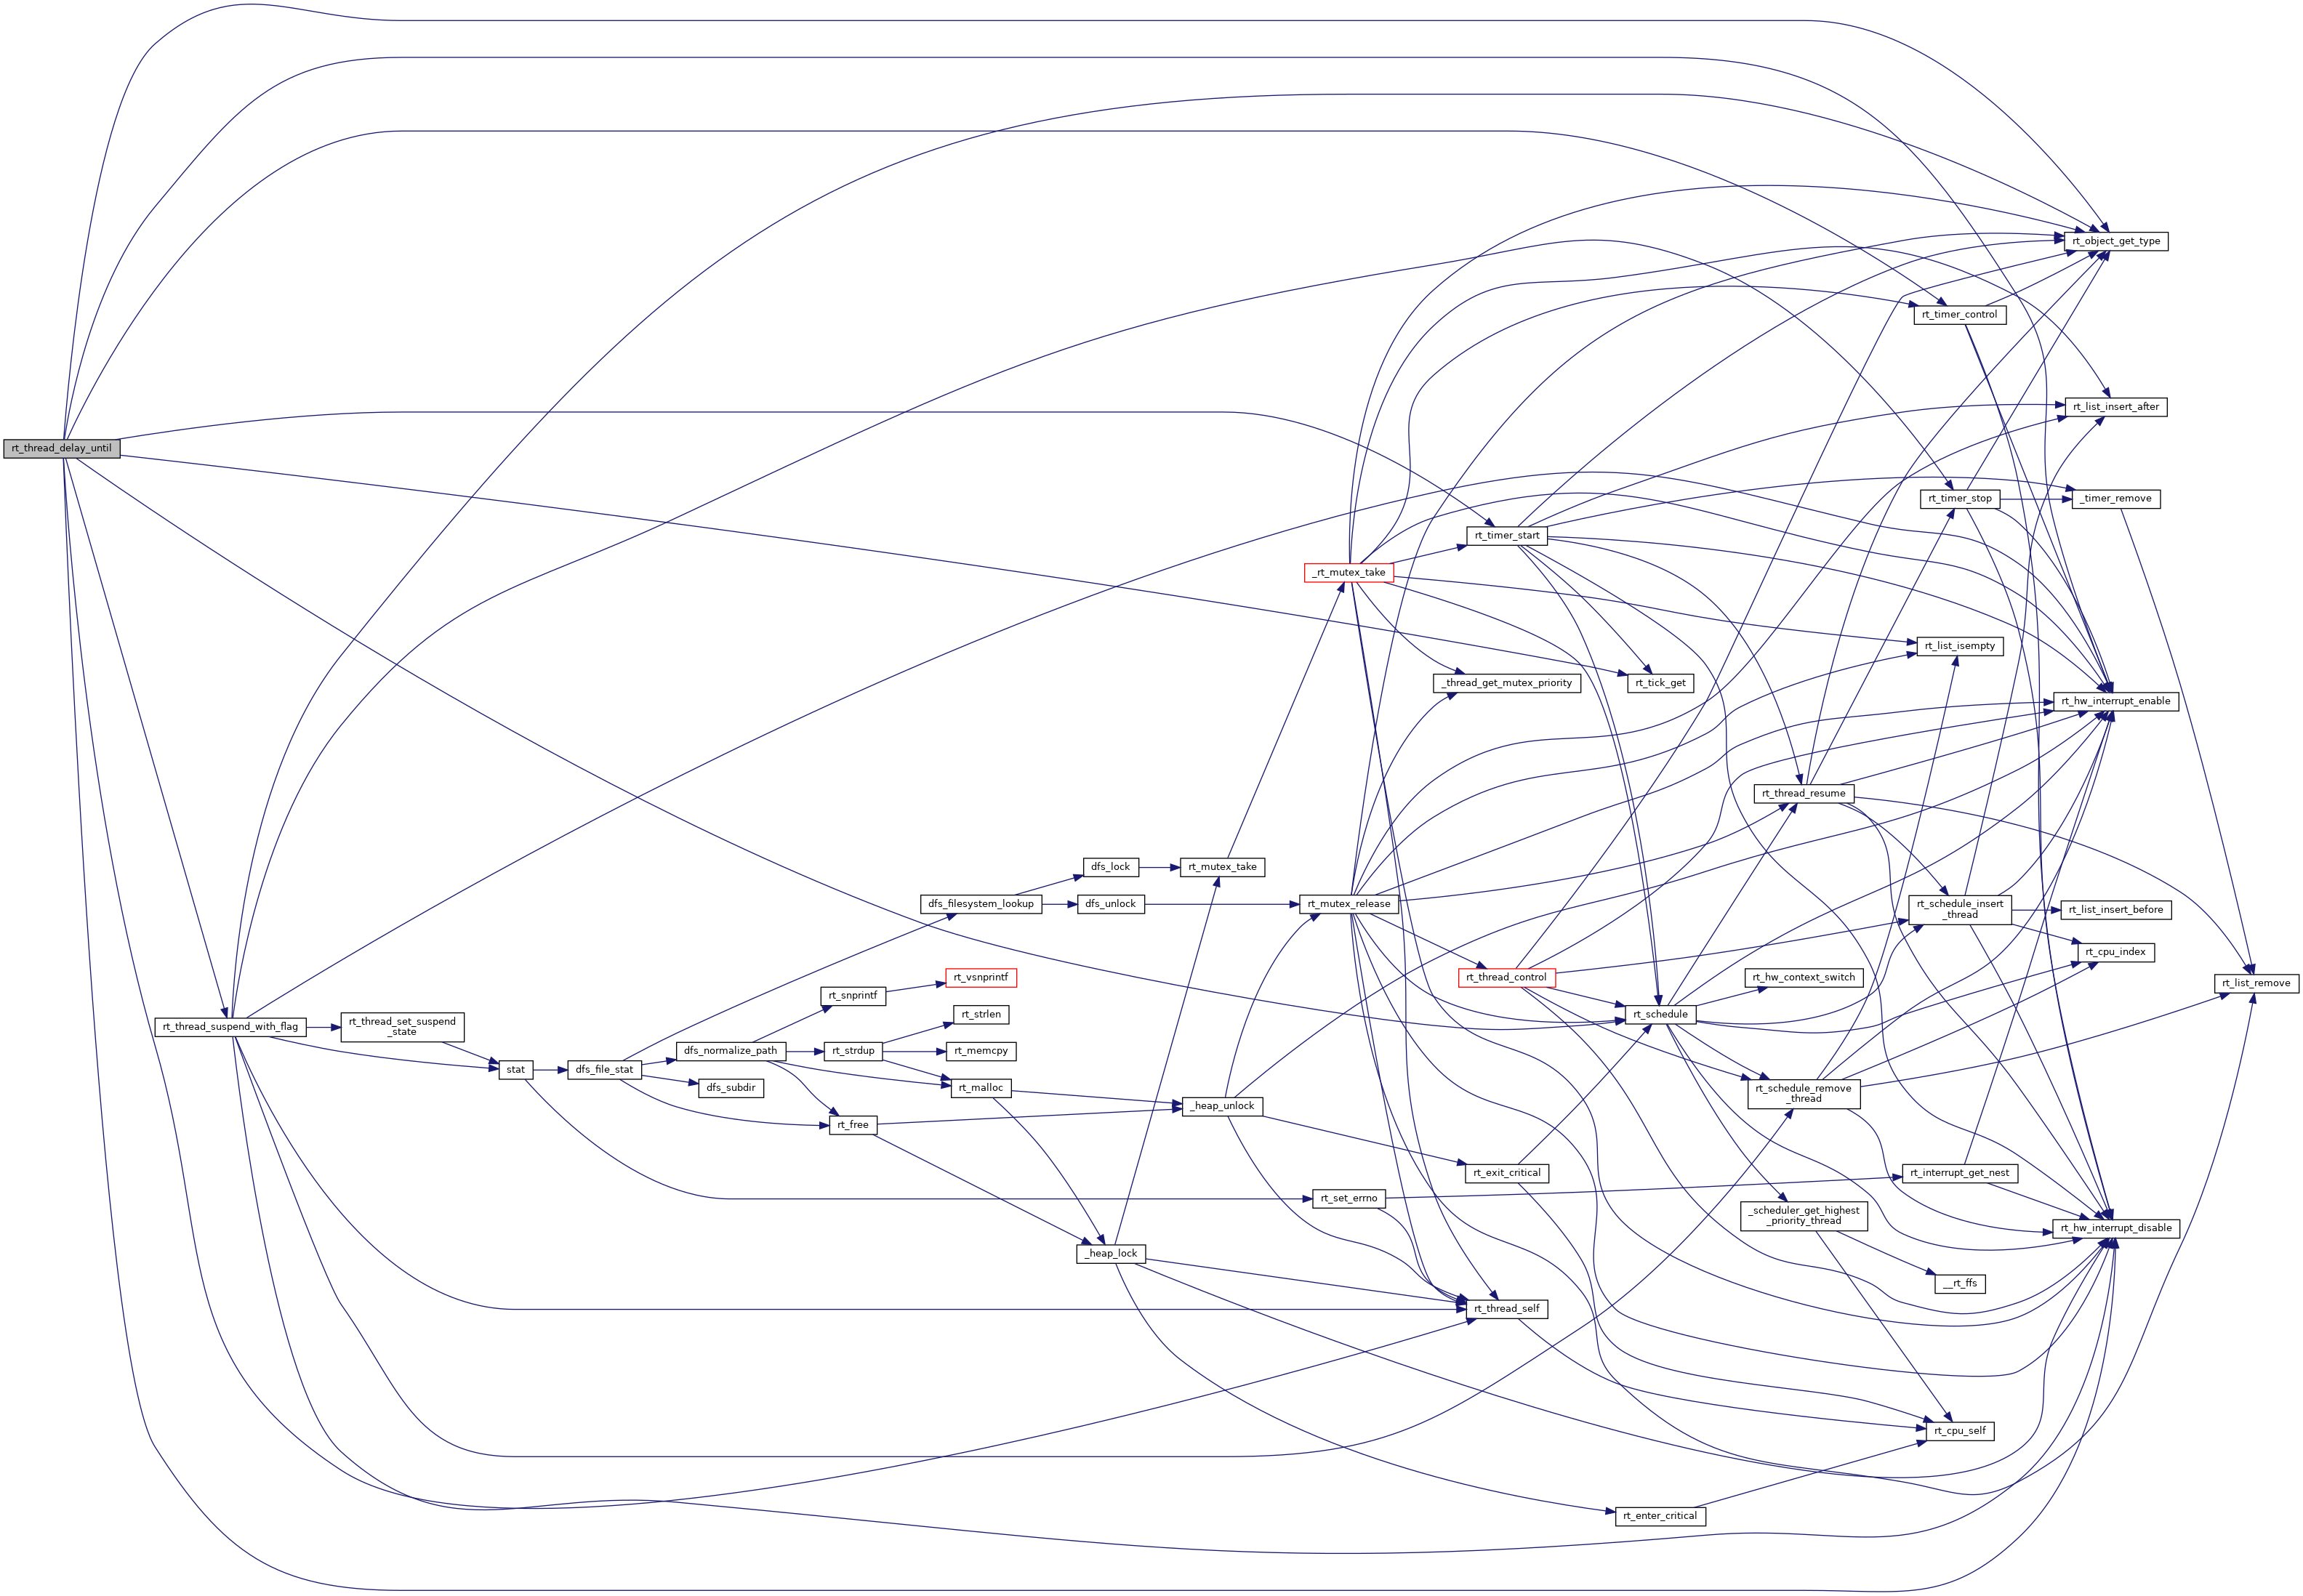 rt_thread_delay_until
rt_thread_suspend_with_flag
rt_thread_set_suspend
_state
stat
dfs_file_stat
dfs_normalize_path
dfs_subdir
rt_snprintf
rt_strdup
rt_free
dfs_filesystem_lookup
rt_vsnprintf
rt_strlen
rt_memcpy
rt_malloc
dfs_lock
dfs_unlock
_heap_lock
rt_mutex_take
_heap_unlock
_rt_mutex_take
rt_mutex_release
rt_set_errno
rt_timer_start
_thread_get_mutex_priority
rt_thread_control
rt_exit_critical
rt_thread_self
rt_tick_get
rt_schedule
rt_enter_critical
rt_thread_resume
rt_hw_context_switch
rt_schedule_remove
_thread
_scheduler_get_highest
_priority_thread
rt_timer_control
rt_timer_stop
rt_list_isempty
rt_schedule_insert
_thread
rt_interrupt_get_nest
__rt_ffs
rt_cpu_self
rt_object_get_type
rt_list_insert_after
_timer_remove
rt_hw_interrupt_enable
rt_list_insert_before
rt_cpu_index
rt_hw_interrupt_disable
rt_list_remove